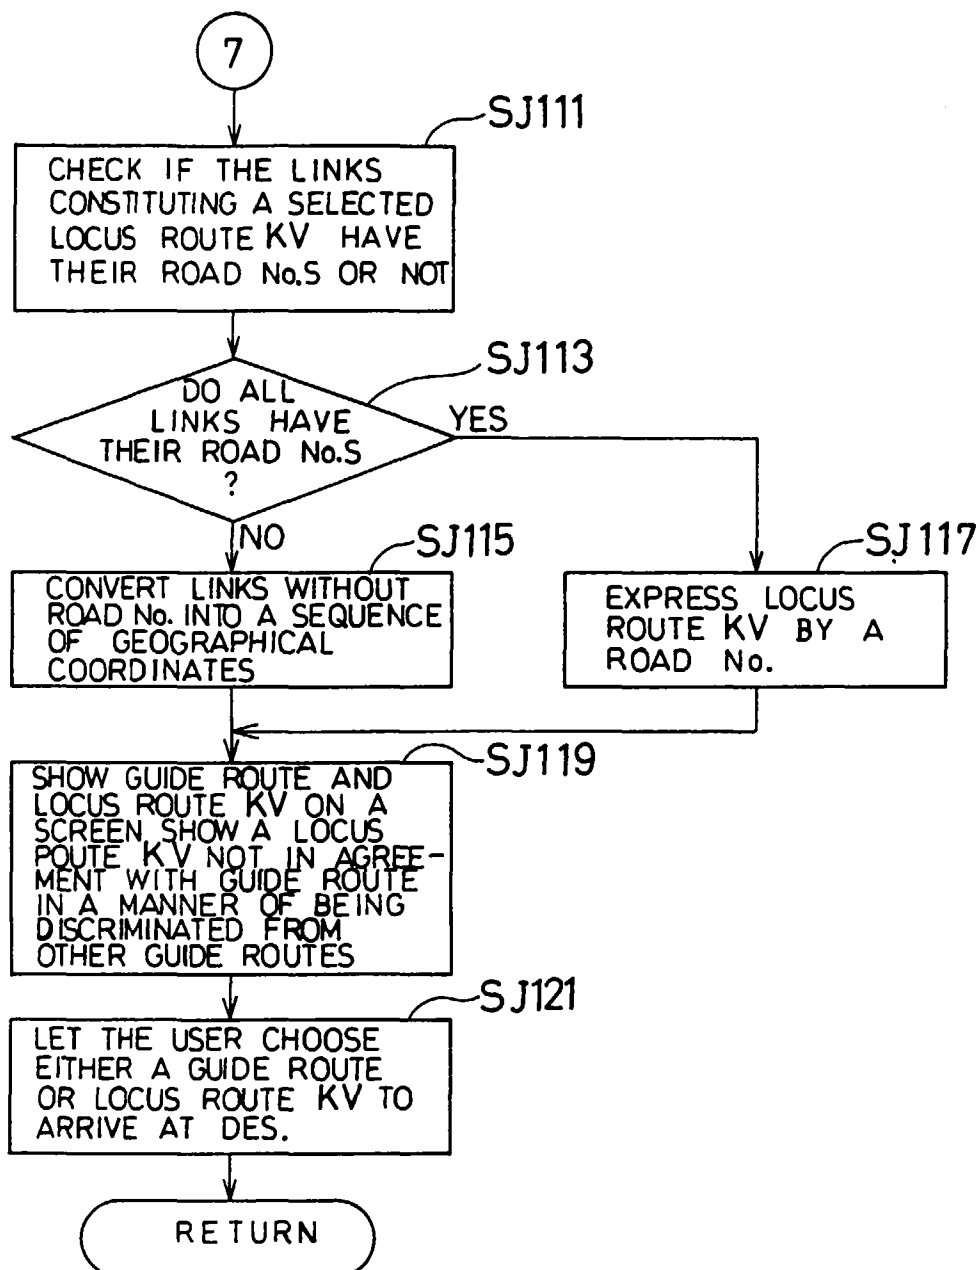 7
SJ111
CHECK IF THE LINKS
CONSTITUTING A SELECTED
LOCUS ROUTE KV HAVE
THEIR ROAD No.S OR NOT
SJ113
DO ALL
LINKS HAVE
THEIR ROAD No.S
?
YES
NO
SJ115
CONVERT LINKS WITHOUT
ROAD No. INTO A SEQUENCE
OF GEOGRAPHICAL
COORDINATES
SJ117
EXPRESS LOCUS
ROUTE KV BY A
ROAD No.
SJ119
SHOW GUIDE ROUTE AND
LOCUS ROUTE KV ON A
SCREEN SHOW A LOCUS
POUTE KV NOT IN AGREE-
MENT WITH GUIDE ROUTE
IN A MANNER OF BEING
DISCRIMINATED FROM
OTHER GUIDE ROUTES
SJ121
LET THE USER CHOOSE
EITHER A GUIDE ROUTE
OR LOCUS ROUTE KV TO
ARRIVE AT DES.
RETURN